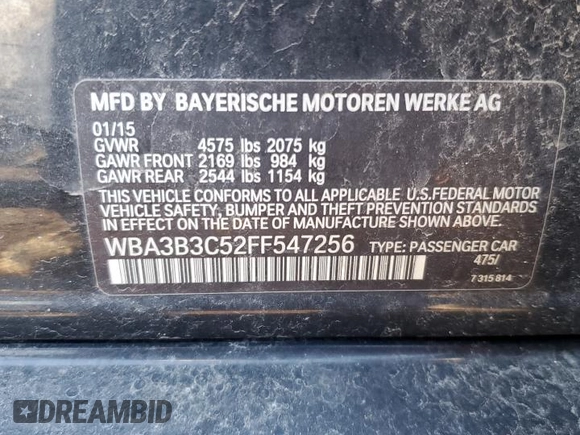 MFD BY BAYERISCHE MOTOREN WERKE AG
01/15
GVWR 4575 lbs 2075 kg
GAWR FRONT 2169 lbs 984 kg
GAWR REAR 2544 lbs 1154 kg
THIS VEHICLE CONFORMS TO ALL APPLICABLE U.S.FEDERAL MOTOR
VEHICLE SAFETY, BUMPER AND THEFT PREVENTION STANDARDS
IN EFFECT ON THE DATE OF MANUFACTURE SHOWN ABOVE.
WBA3B3C52FF547256 TYPE: PASSENGER CAR
475/
7 315 814
DREAMBID